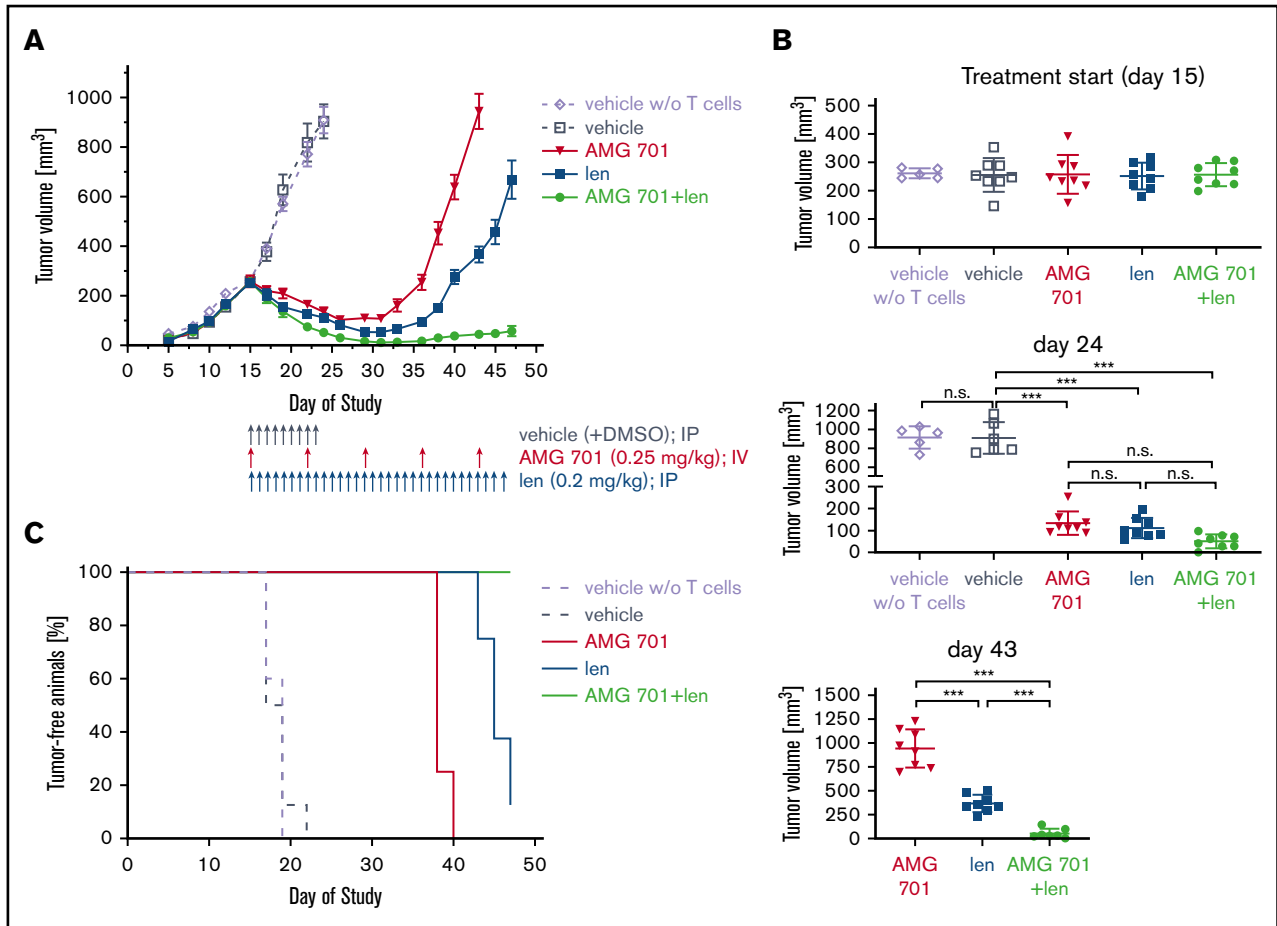 A
Tumor volume [mm³]
1000
800
600
400
200
0
0 5 10 15 20 25 30 35 40 45 50
Day of Study
vehicle w/o T cells
vehicle
AMG 701
len
AMG 701+len
vehicle (+DMSO); IP
AMG 701 (0.25 mg/kg); IV
len (0.2 mg/kg); IP
B
Treatment start (day 15)
Tumor volume [mm³]
500
400
300
200
100
0
vehicle w/o T cells
vehicle
AMG 701
len
AMG 701 +len
day 24
Tumor volume [mm³]
1200
1000
800
600
300
200
100
0
n.s.
***
***
***
n.s.
n.s.
n.s.
vehicle w/o T cells
vehicle
AMG 701
len
AMG 701 +len
day 43
Tumor volume [mm³]
1500
1250
1000
750
500
250
0
***
***
***
AMG 701
len
AMG 701 +len
C
Tumor-free animals [%]
100
80
60
40
20
0
0 10 20 30 40 50
Day of Study
vehicle w/o T cells
vehicle
AMG 701
len
AMG 701+len